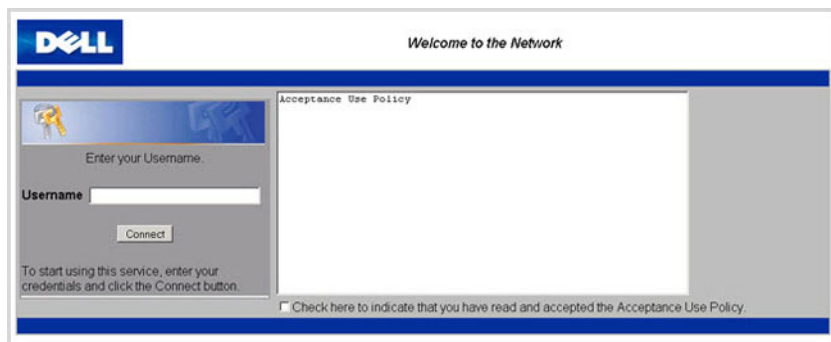 DELL
Welcome to the Network
Acceptance Use Policy
Enter your Username.
Username
Connect
To start using this service, enter your
credentials and click the Connect button.
Check here to indicate that you have read and accepted the Acceptance Use Policy.